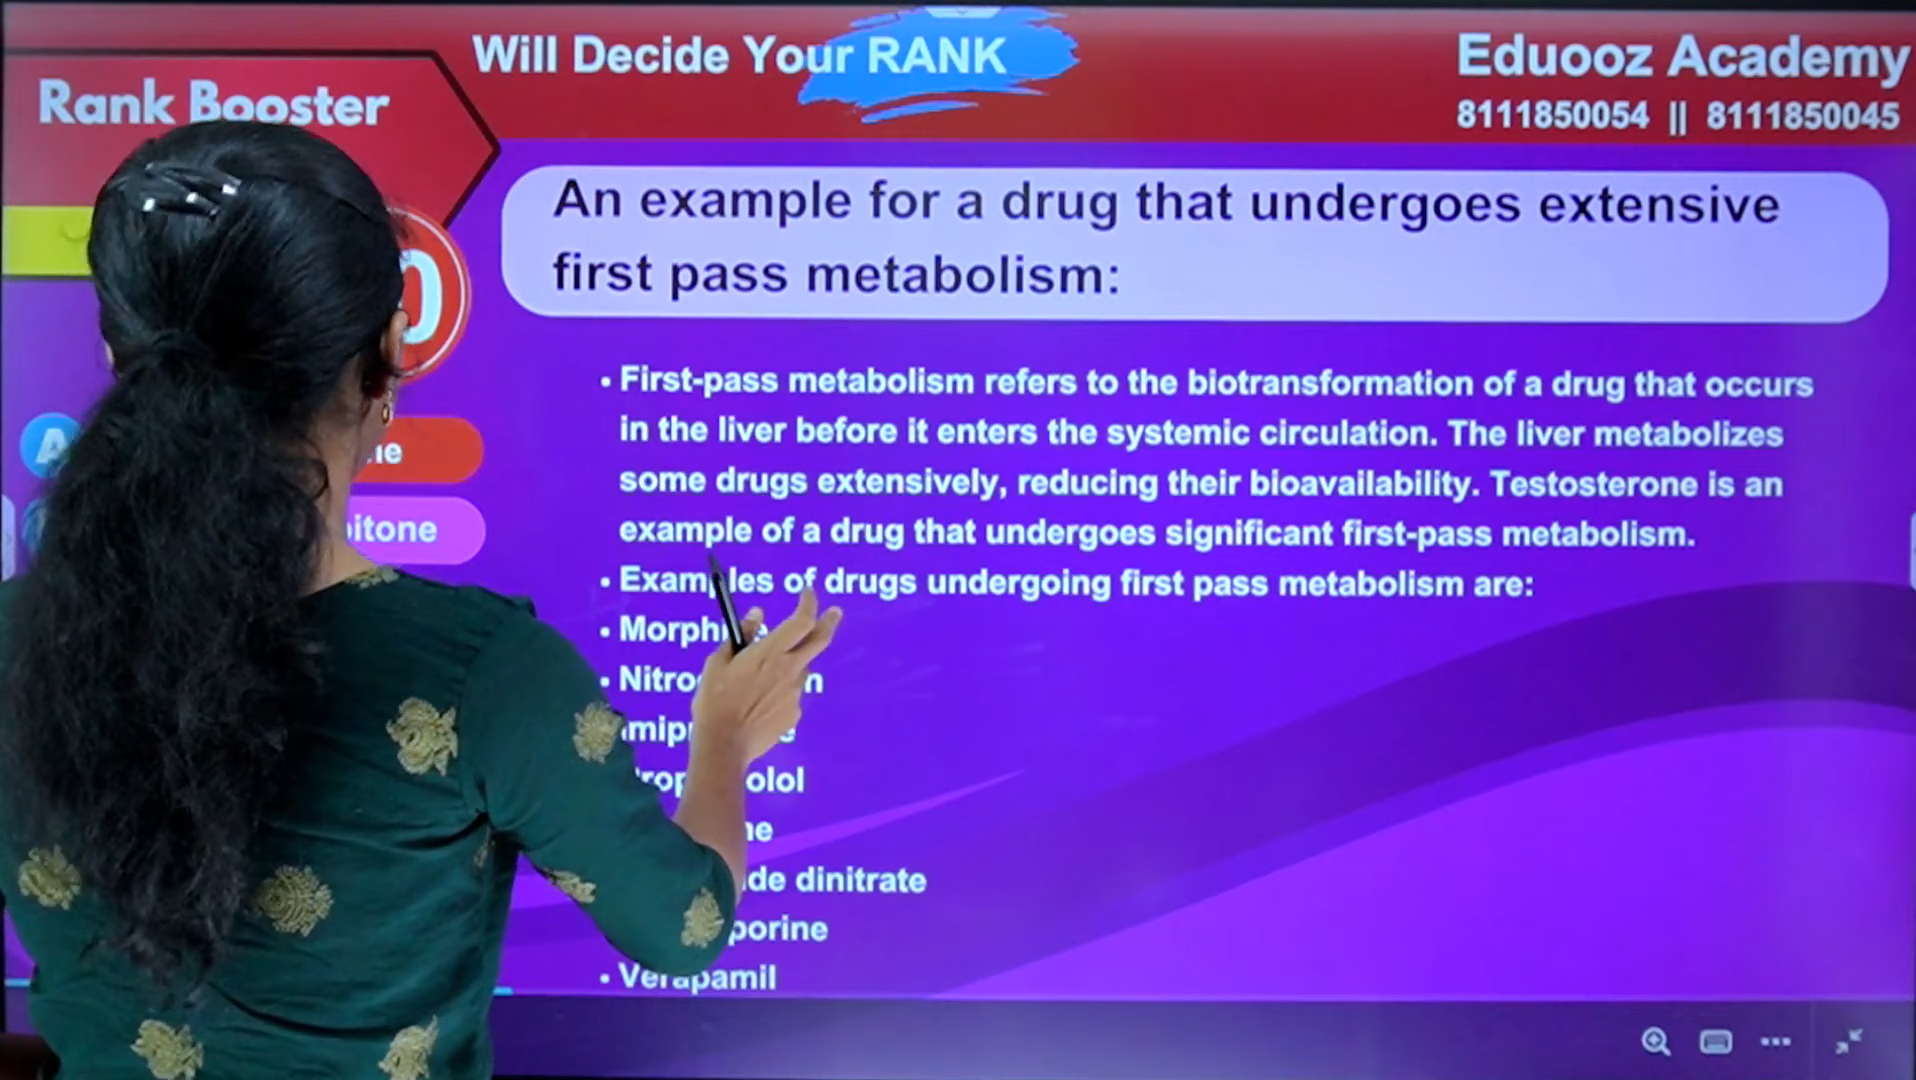 Will Decide Your RANK
Eduooz Academy
8111850054 || 8111850045
Rank Booster
An example for a drug that undergoes extensive
first pass metabolism:
• First-pass metabolism refers to the biotransformation of a drug that occurs
in the liver before it enters the systemic circulation. The liver metabolizes
some drugs extensively, reducing their bioavailability. Testosterone is an
example of a drug that undergoes significant first-pass metabolism.
• Examples of drugs undergoing first pass metabolism are:
• Morphine
dinitrate
• Verapamil